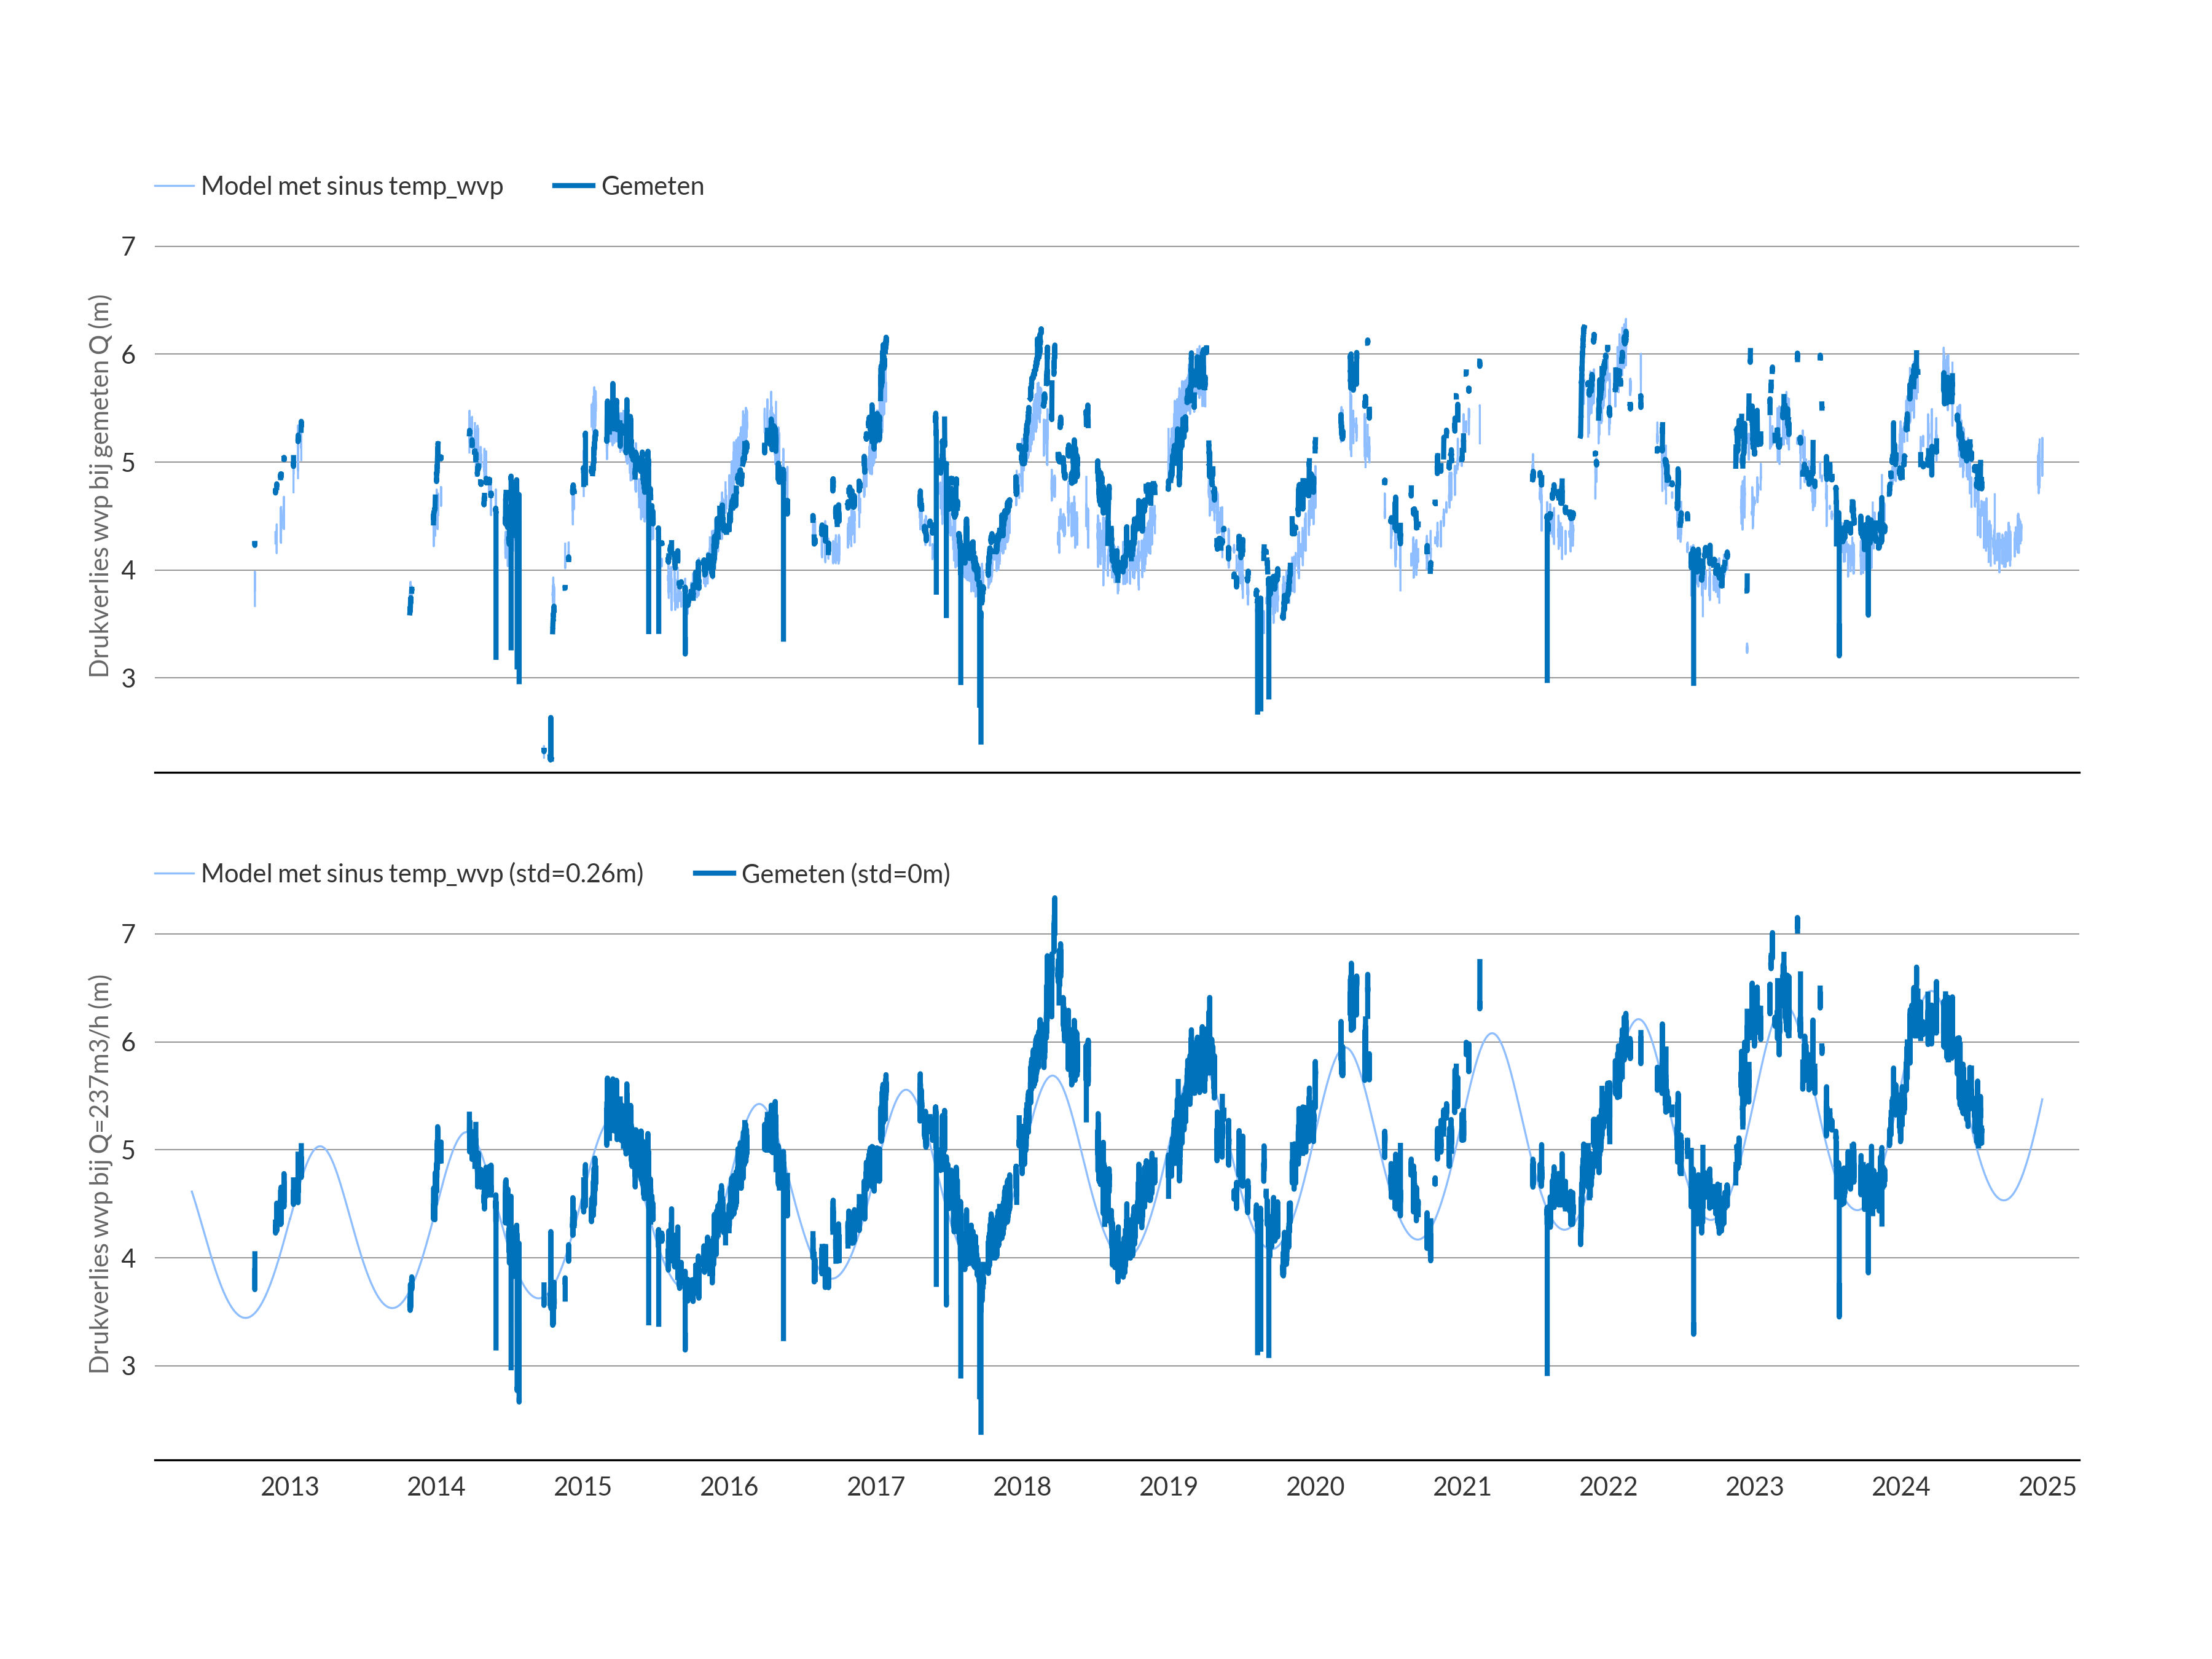 Model met sinus temp_wvp Gemeten
Drukverlies wvp bij gemeten Q (m)
7
6
5
4
3
Model met sinus temp_wvp (std=0.26m) Gemeten (std=0m)
Drukverlies wvp bij Q=237m3/h (m)
7
6
5
4
3
2013 2014 2015 2016 2017 2018 2019 2020 2021 2022 2023 2024 2025